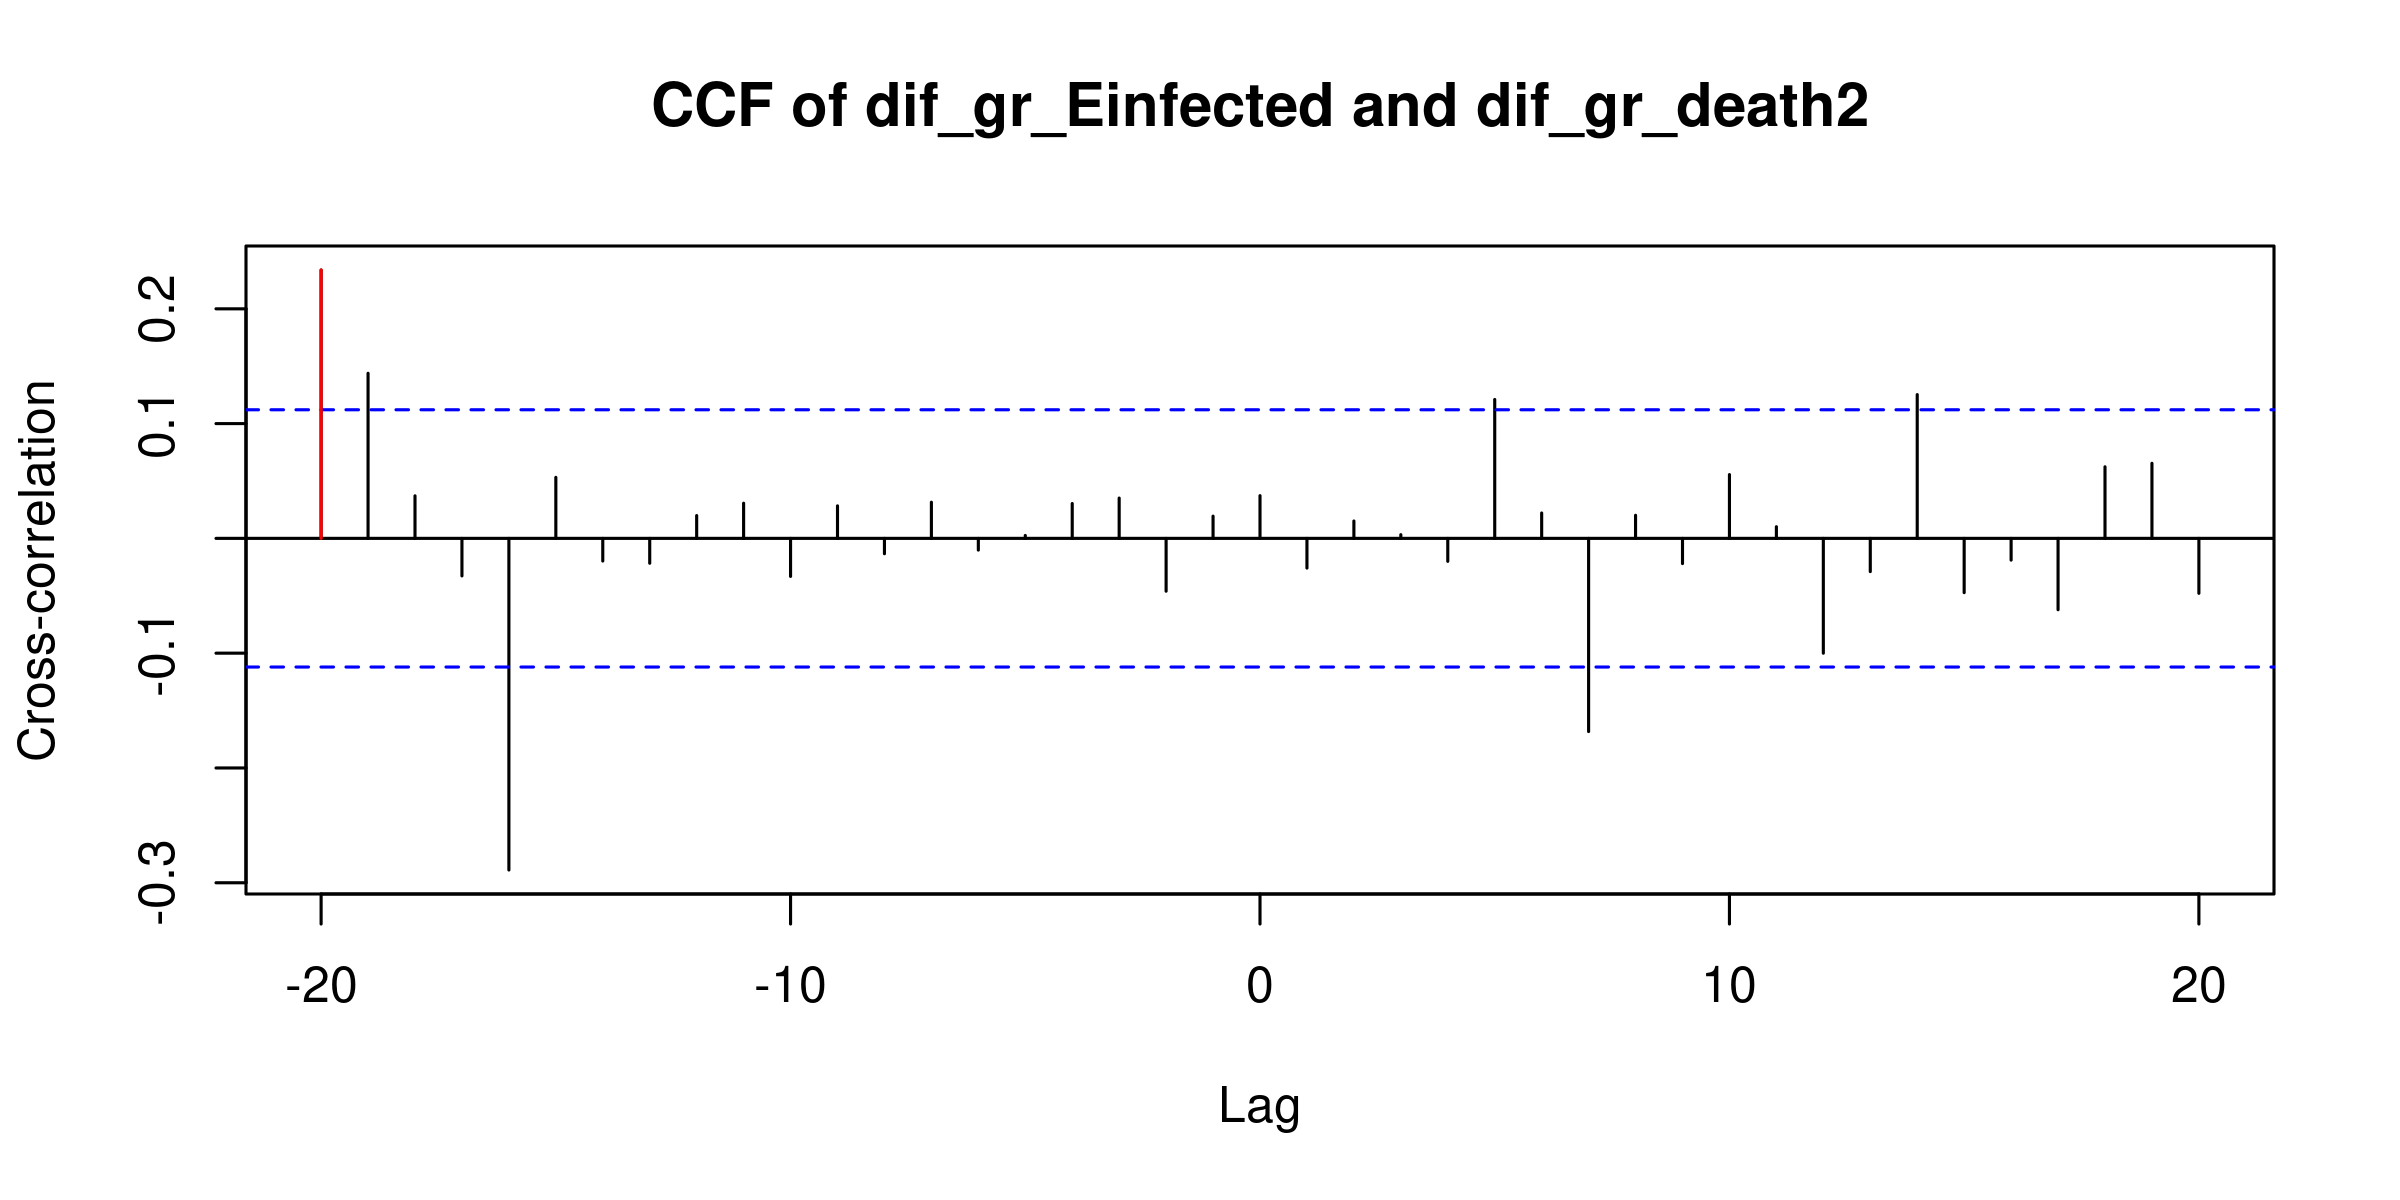 CCF of dif_gr_Einfected and dif_gr_death2
Cross-correlation
0.2
0.1
-0.1
-0.3
-20 -10 0 10 20
Lag